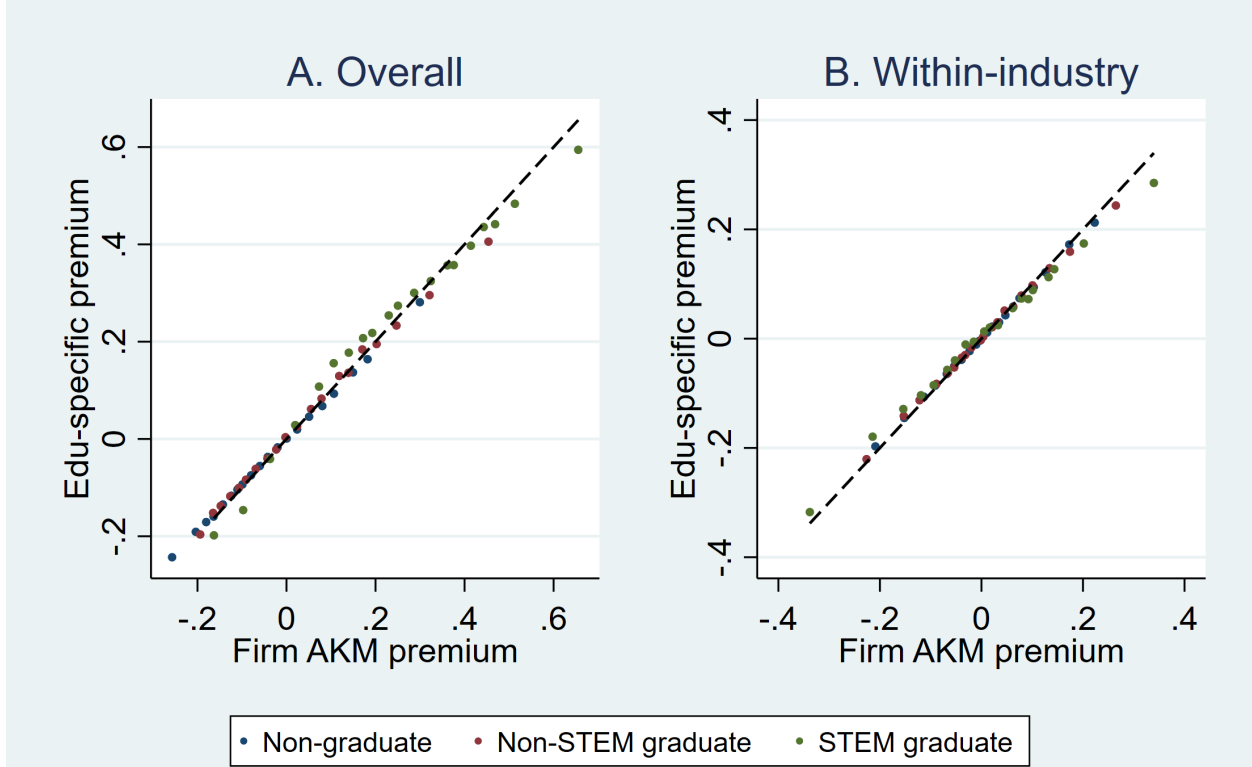 A. Overall
Edu-specific premium
.6
.4
.2
0
-.2
-.2 0 .2 .4 .6
Firm AKM premium
B. Within-industry
Edu-specific premium
.4
.2
0
-.2
-.4
-.4 -.2 0 .2 .4
Firm AKM premium
Non-graduate Non-STEM graduate STEM graduate